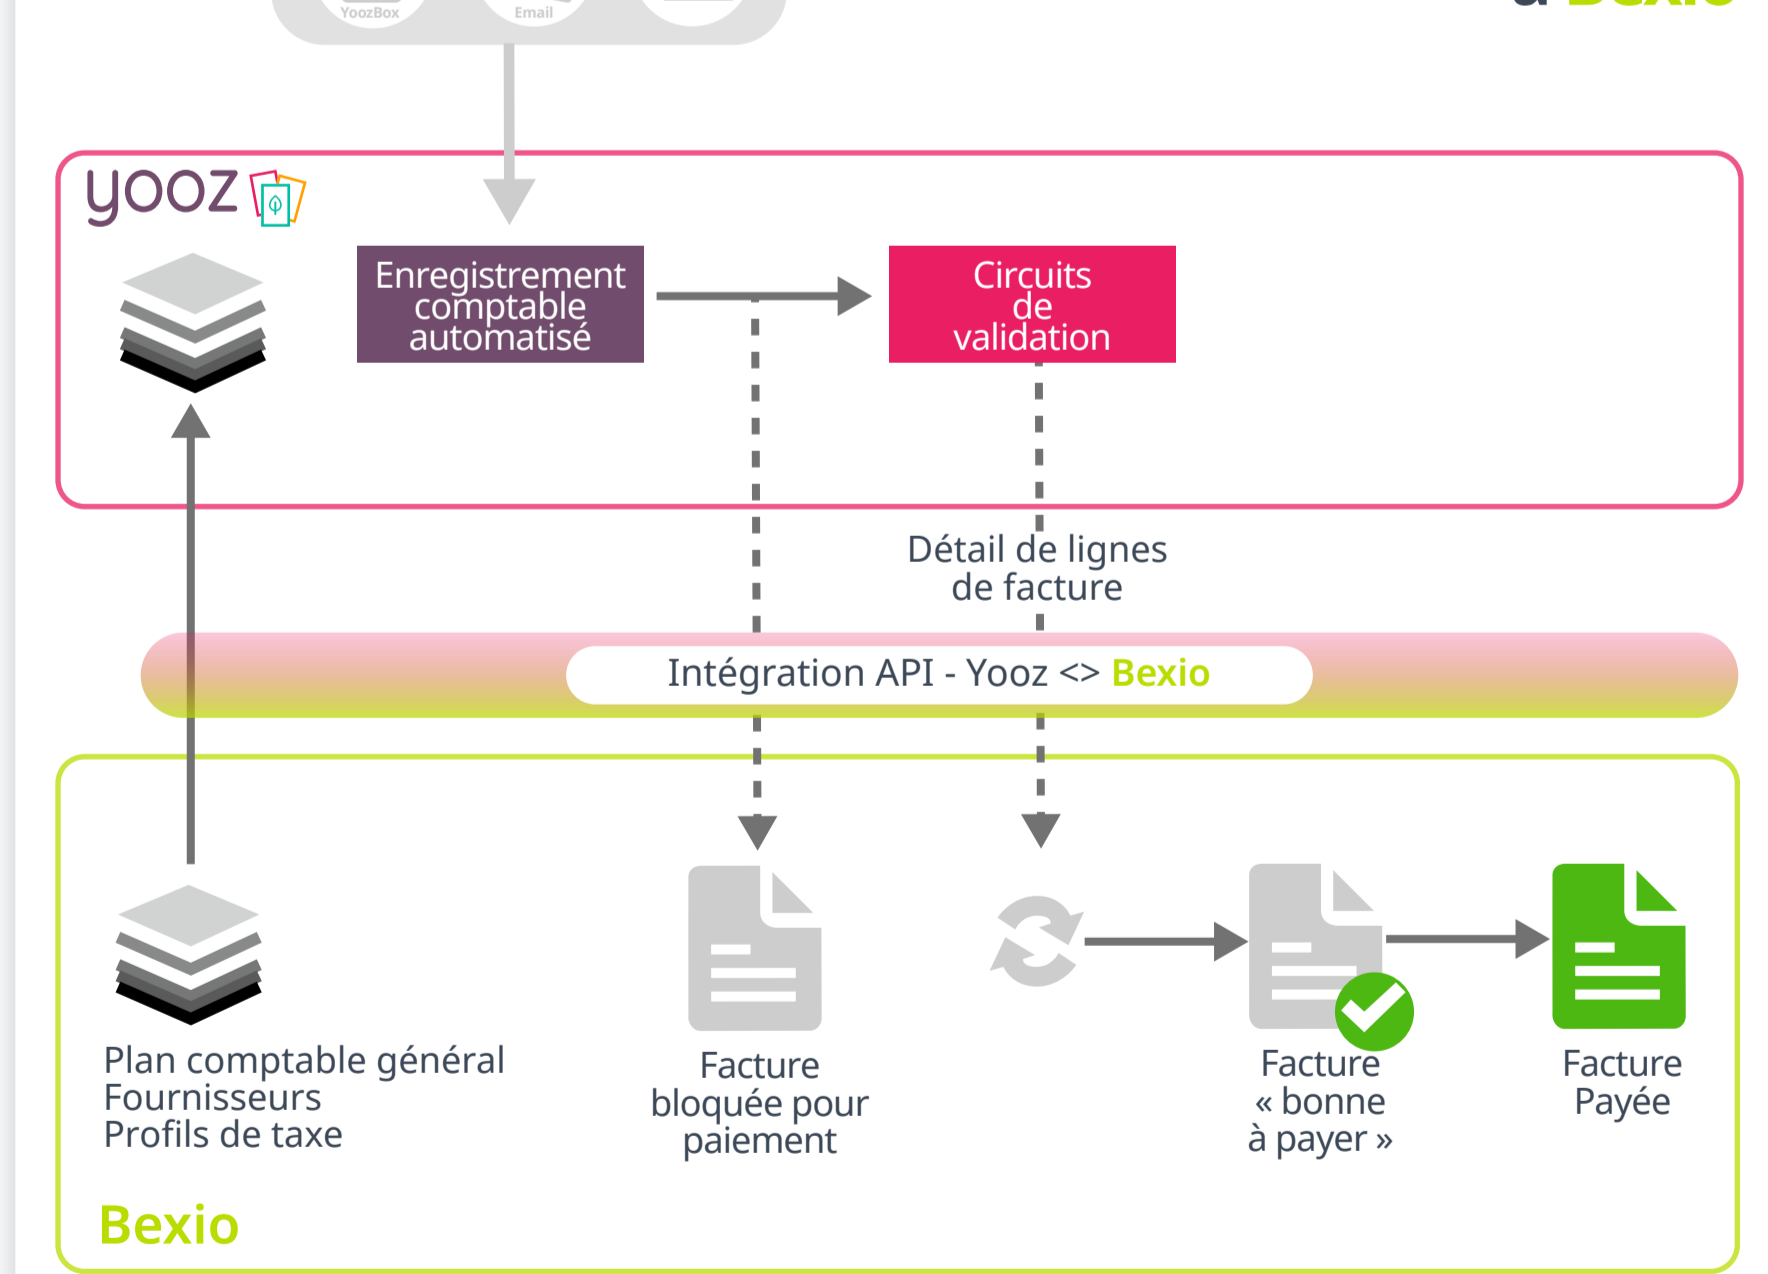 YoozBox
Email
Bexio
yooz
Enregistrement
comptable
automatisé
Circuits
de
validation
Détail de lignes
de facture
Intégration API - Yooz <> Bexio
Plan comptable général
Fournisseurs
Profils de taxe
Facture
bloquée pour
paiement
Facture
« bonne
à payer »
Facture
Payée
Bexio